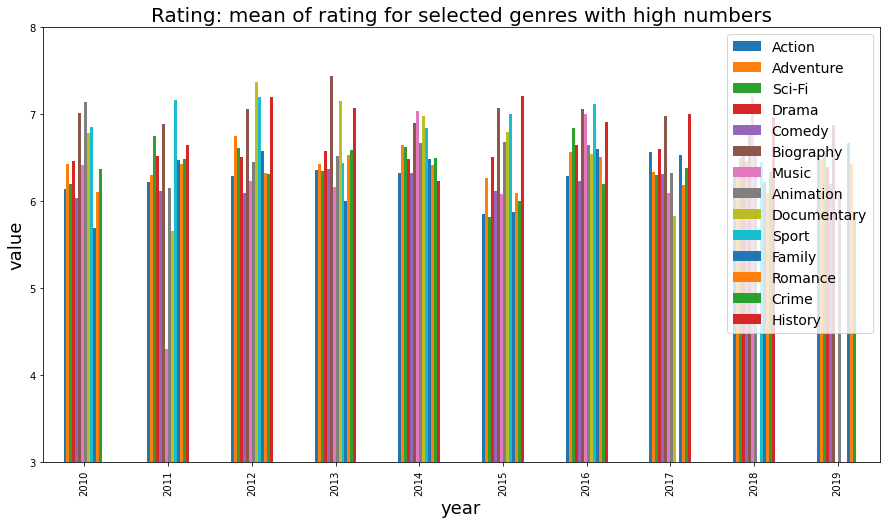 Rating: mean of rating for selected genres with high numbers
8
7
6
5
4
3
value
Action
Adventure
Sci-Fi
Drama
Comedy
Biography
Music
Animation
Documentary
Sport
Family
Romance
Crime
History
2010
2011
2012
2013
2014
2015
2016
2017
2018
2019
year